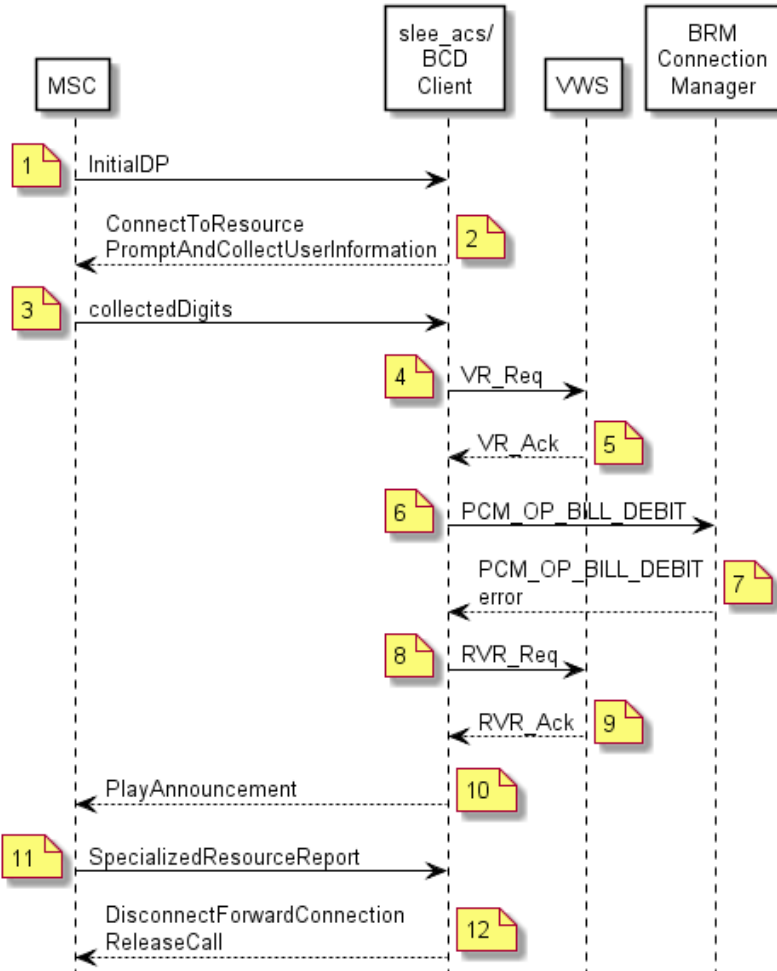 MSC
slee_acs/
BCD
Client
VWS
BRM
Connection
Manager
1
InitialDP
ConnectToResource
PromptAndCollectUserInformation
2
3
collectedDigits
4
VR_Req
VR_Ack
5
6
PCM_OP_BILL_DEBIT
PCM_OP_BILL_DEBIT
error
7
8
RVR_Req
RVR_Ack
9
PlayAnnouncement
10
11
SpecializedResourceReport
DisconnectForwardConnection
ReleaseCall
12